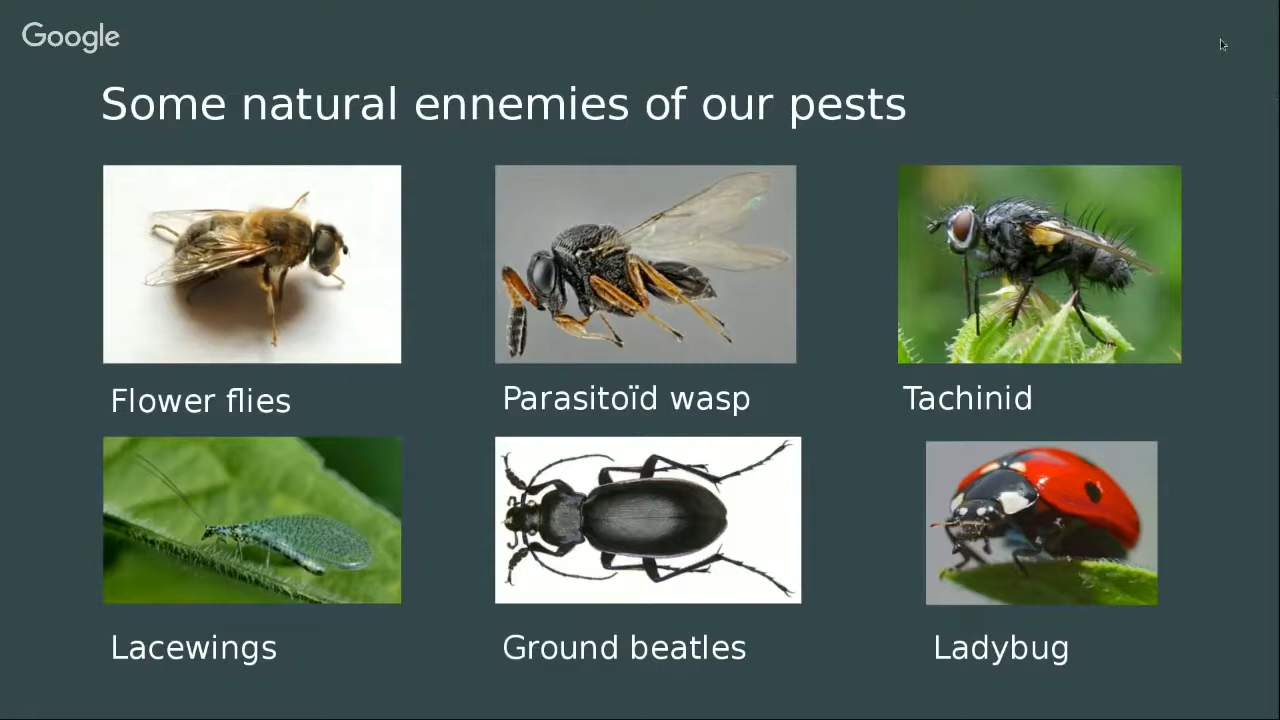 Google
Some natural ennemies of our pests
Flower flies
Parasitoïd wasp
Tachinid
Lacewings
Ground beatles
Ladybug